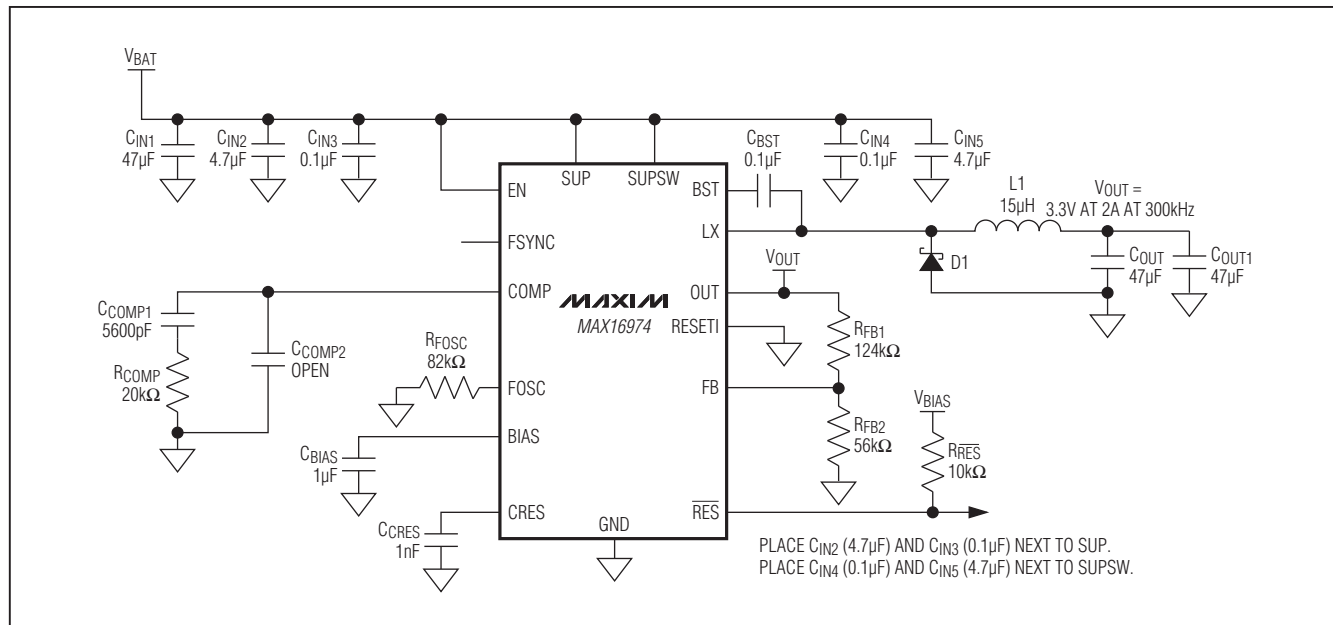 VBAT
CIN1
47µF
CIN2
4.7µF
CIN3
0.1µF
CBST
0.1µF
CIN4
0.1µF
CIN5
4.7µF
SUP
SUPSW
EN
BST
L1
15µH
VOUT =
3.3V AT 2A AT 300kHz
LX
FSYNC
D1
COUT
47µF
COUT1
47µF
VOUT
COMP
MAXIM
MAX16974
OUT
RESETI
CCOMP1
5600pF
CCOMP2
OPEN
RCOMP
20kΩ
RFOSC
82kΩ
FOSC
RFB1
124kΩ
FB
VBIAS
BIAS
RFB2
56kΩ
RRES
10kΩ
CBIAS
1µF
CRES
GND
RES
CCRES
1nF
PLACE CIN2 (4.7µF) AND CIN3 (0.1µF) NEXT TO SUP.
PLACE CIN4 (0.1µF) AND CIN5 (4.7µF) NEXT TO SUPSW.